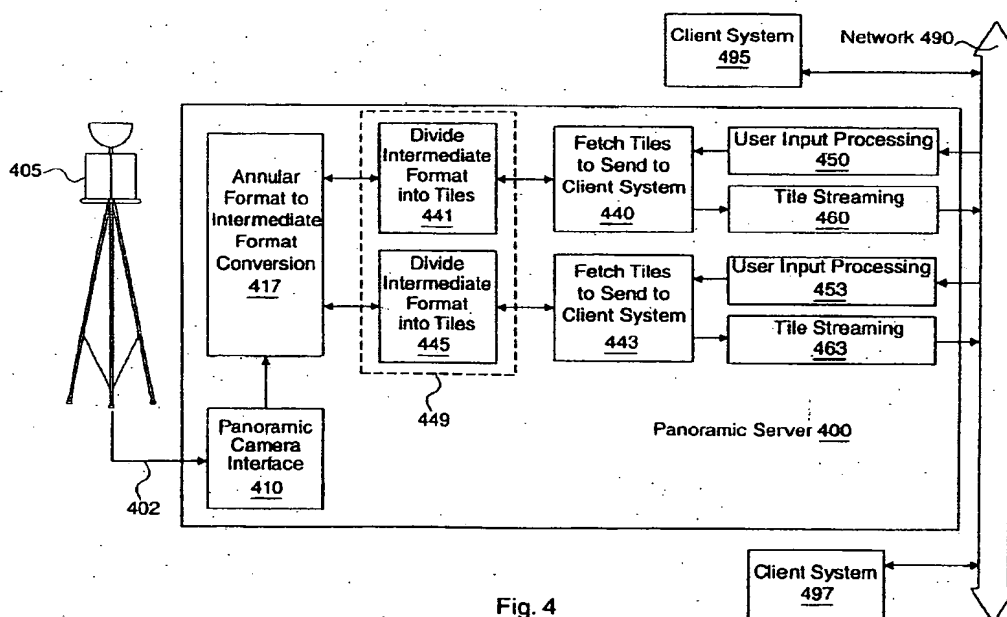 Client System
495
Network 490
405
Annular
Format to
Intermediate
Format
Conversion
417
Divide
Intermediate
Format
into Tiles
441
Fetch Tiles
to Send to
Client System
440
User Input Processing
450
Tile Streaming
460
Divide
Intermediate
Format
into Tiles
445
Fetch Tiles
to Send to
Client System
443
User Input Processing
453
Tile Streaming
463
449
Panoramic
Camera
Interface
410
Panoramic Server 400
402
Client System
497
Fig. 4